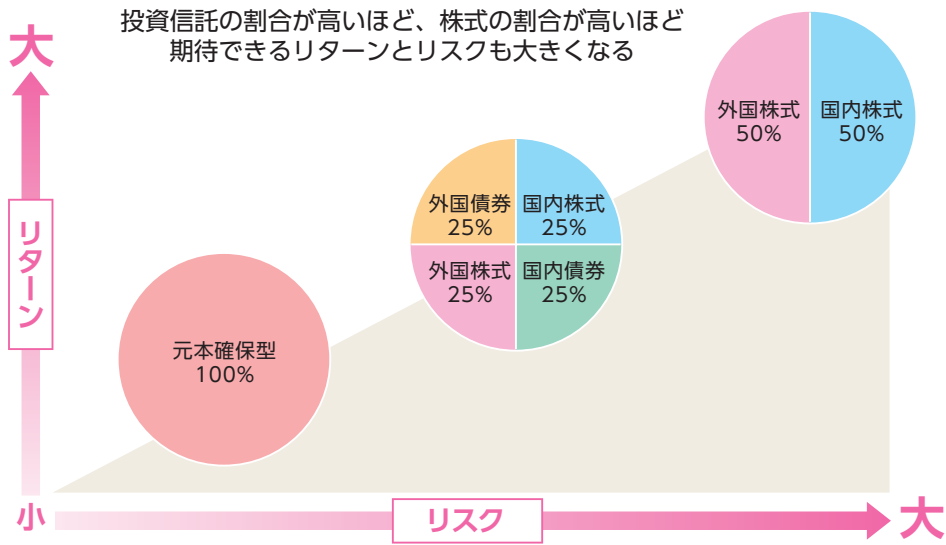 投資信託の割合が高いほど、株式の割合が高いほど
期待できるリターンとリスクも大きくなる
大
リターン
小
元本確保型
100%
外国債券
25%
国内株式
25%
外国株式
25%
国内債券
25%
外国株式
50%
国内株式
50%
リスク
大